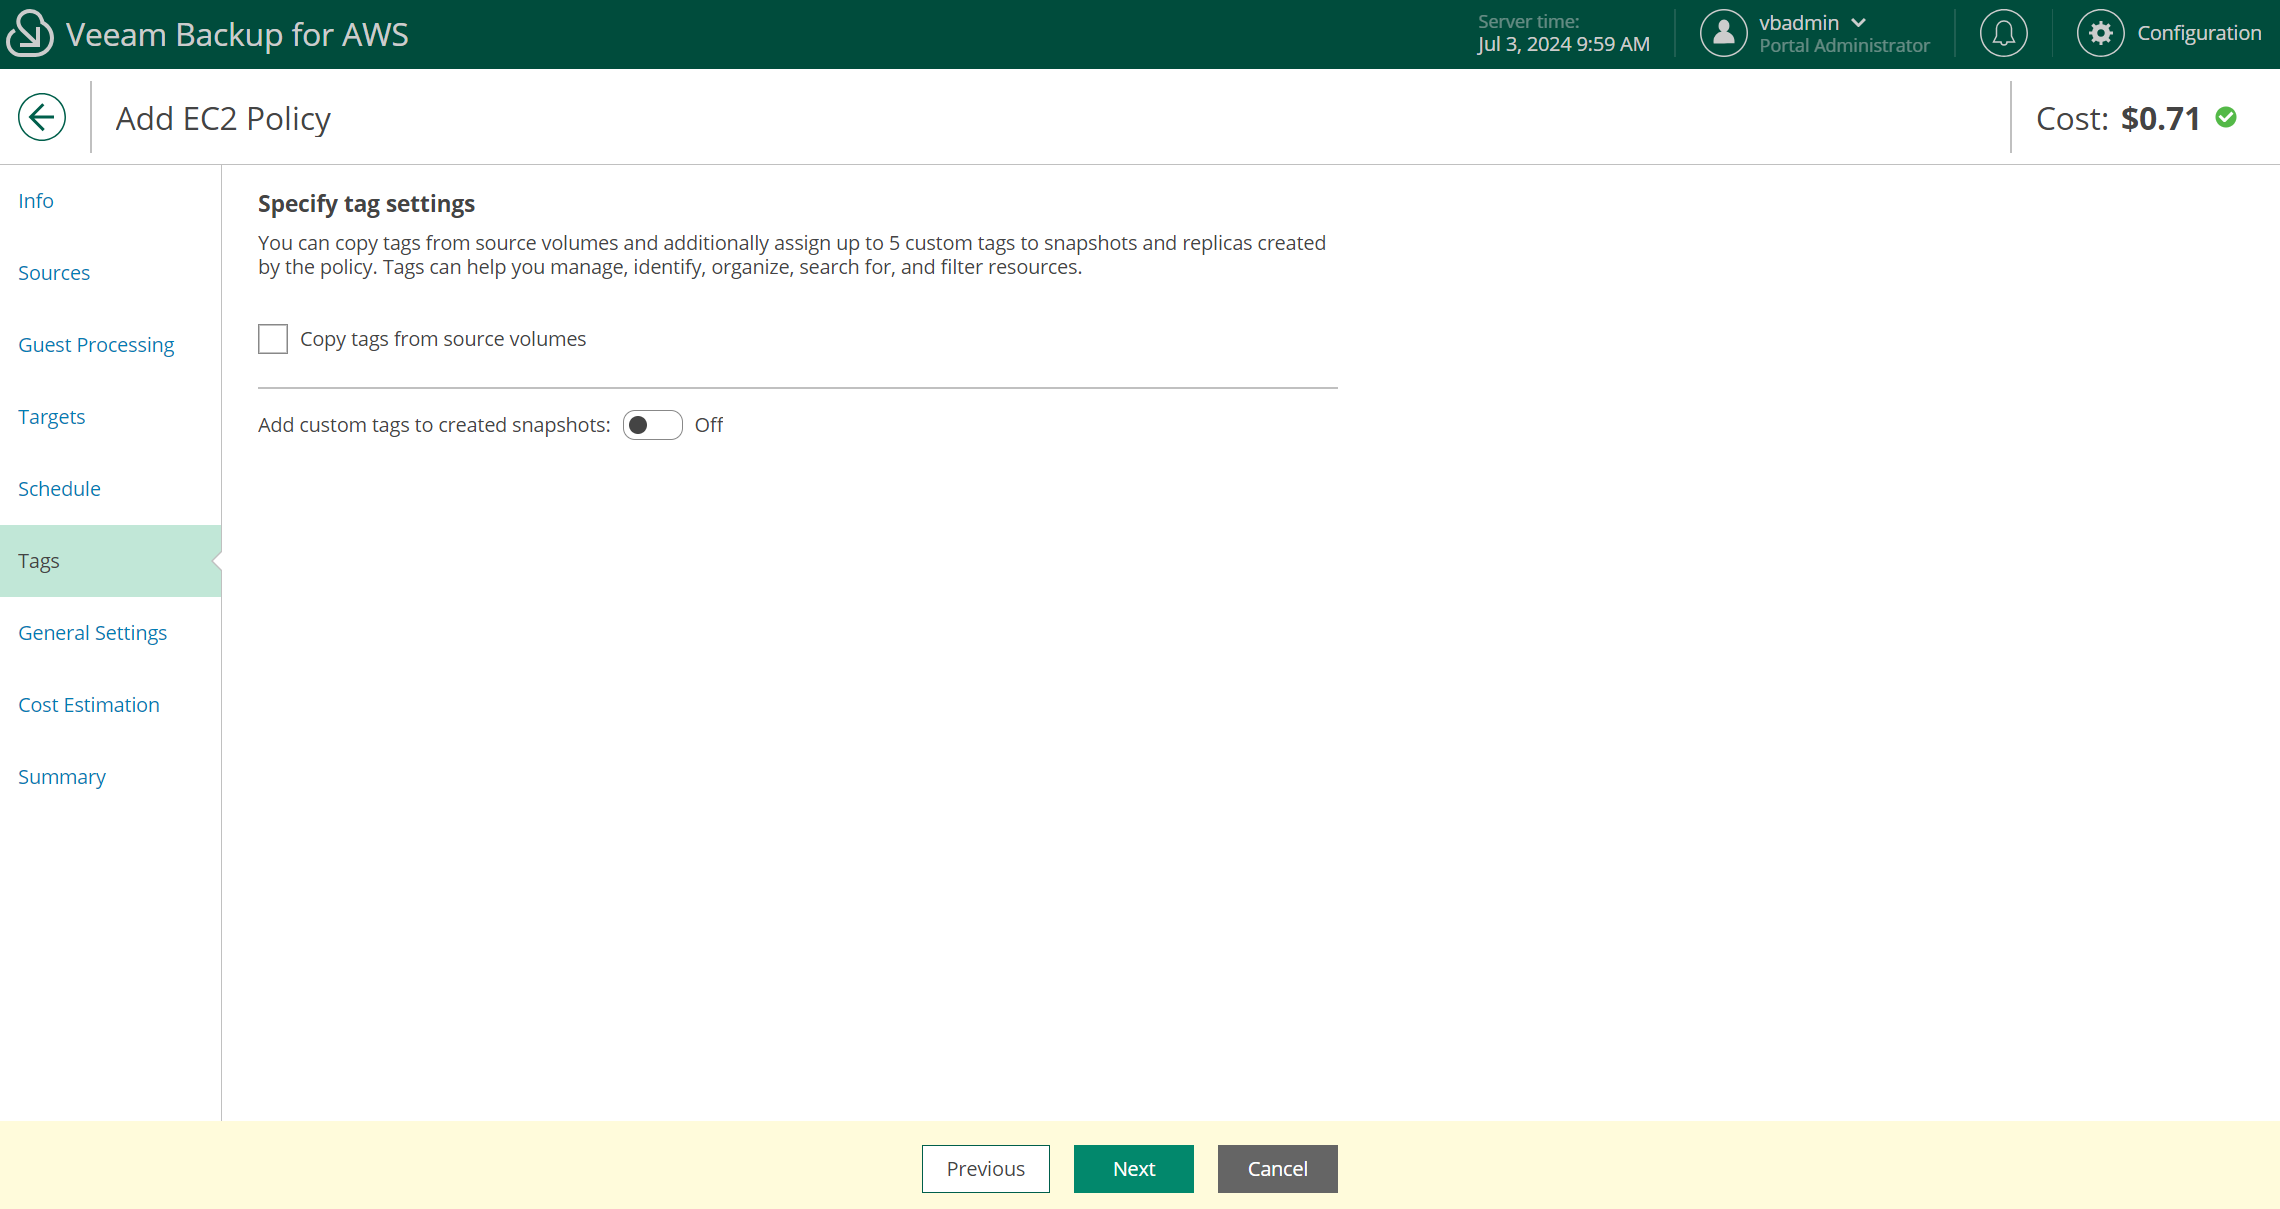 Veeam Backup for AWS
Server time:
Jul 3, 2024 9:59 AM
vbadmin
Portal Administrator
Configuration
Add EC2 Policy
Cost: $0.71
Info
Sources
Guest Processing
Targets
Schedule
Tags
General Settings
Cost Estimation
Summary
Specify tag settings
You can copy tags from source volumes and additionally assign up to 5 custom tags to snapshots and replicas created
by the policy. Tags can help you manage, identify, organize, search for, and filter resources.
Copy tags from source volumes
Add custom tags to created snapshots: Off
Previous
Next
Cancel